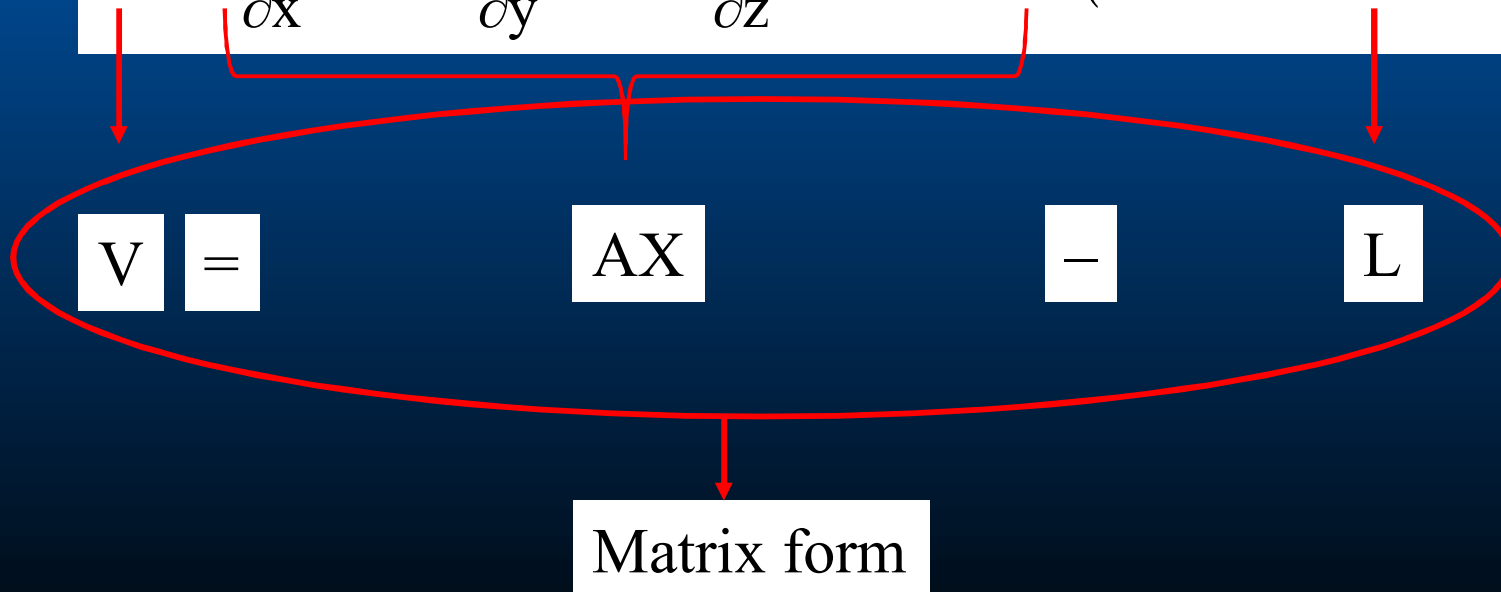 ∂x ∂y ∂z (
V = AX – L
Matrix form